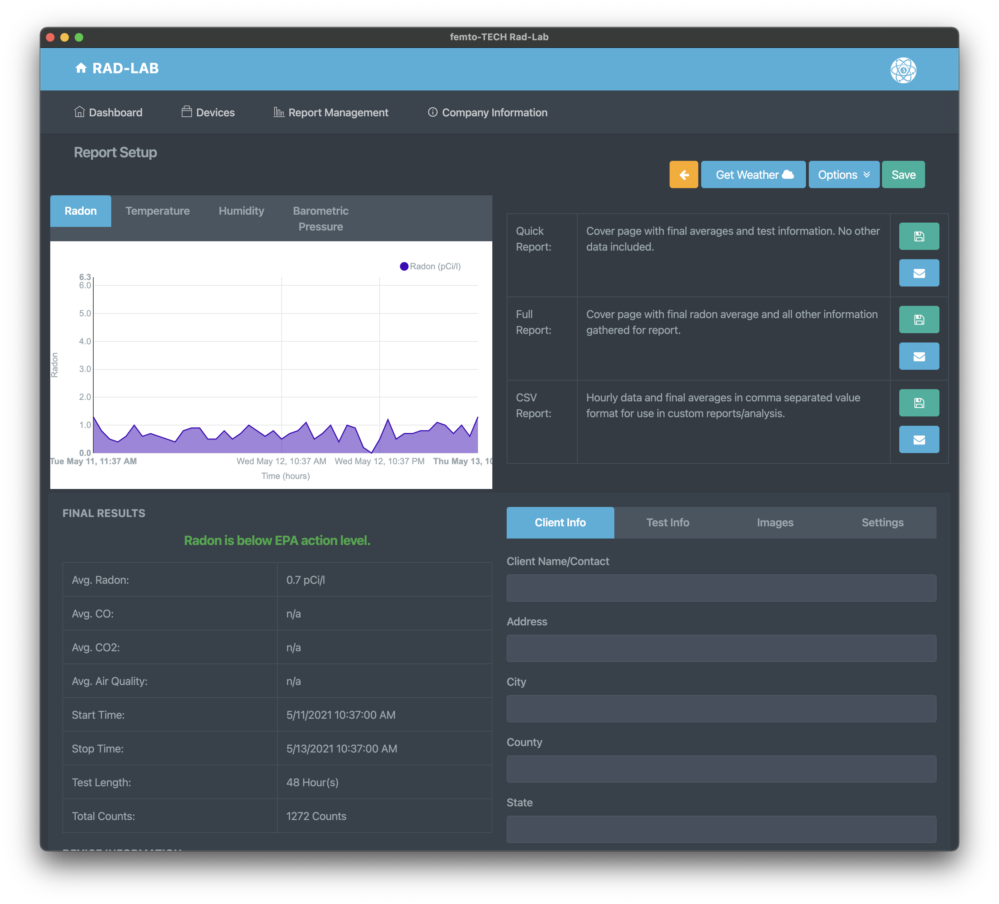 femto-TECH Rad-Lab
RAD-LAB
Dashboard
Devices
Report Management
Company Information
Report Setup
Get Weather
Options
Save
Radon
Temperature
Humidity
Barometric
Pressure
Radon (pCi/l)
6.3
6.0
5.0
4.0
3.0
2.0
1.0
0.0
Radon
Tue May 11, 11:37 AM
Wed May 12, 10:37 AM
Wed May 12, 10:37 PM
Thu May 13, 10
Time (hours)
Quick
Report:
Cover page with final averages and test information. No other
data included.
Full
Report:
Cover page with final radon average and all other information
gathered for report.
CSV
Report:
Hourly data and final averages in comma separated value
format for use in custom reports/analysis.
FINAL RESULTS
Radon is below EPA action level.
Avg. Radon:
0.7 pCi/l
Avg. CO:
n/a
Avg. CO2:
n/a
Avg. Air Quality:
n/a
Start Time:
5/11/2021 10:37:00 AM
Stop Time:
5/13/2021 10:37:00 AM
Test Length:
48 Hour(s)
Total Counts:
1272 Counts
DEVICE INFORMATION
Client Info
Test Info
Images
Settings
Client Name/Contact
Address
City
County
State